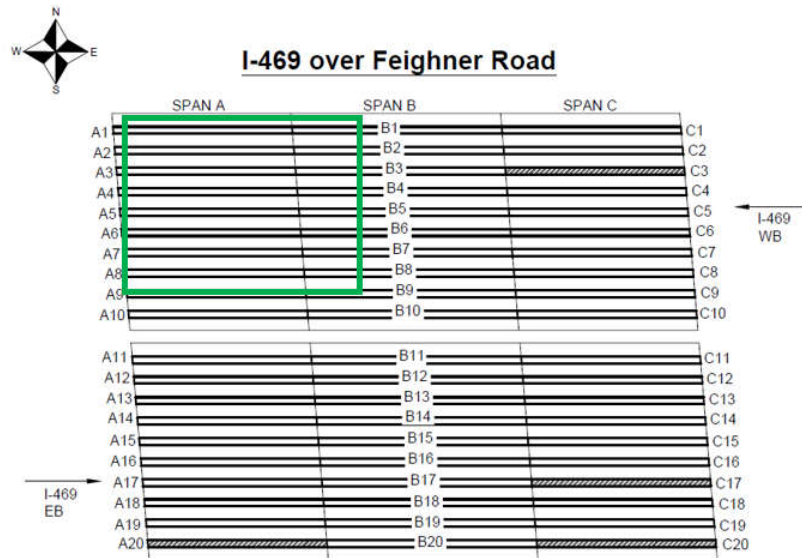 N
W E
S
I-469 over Feighner Road
SPAN A SPAN B SPAN C
A1 B1 C1
A2 B2 C2
A3 B3 C3
A4 B4 C4
A5 B5 C5
A6 B6 C6
A7 B7 C7
A8 B8 C8
A9 B9 C9
A10 B10 C10
I-469
WB
A11 B11 C11
A12 B12 C12
A13 B13 C13
A14 B14 C14
A15 B15 C15
A16 B16 C16
A17 B17 C17
A18 B18 C18
A19 B19 C19
A20 B20 C20
I-469
EB